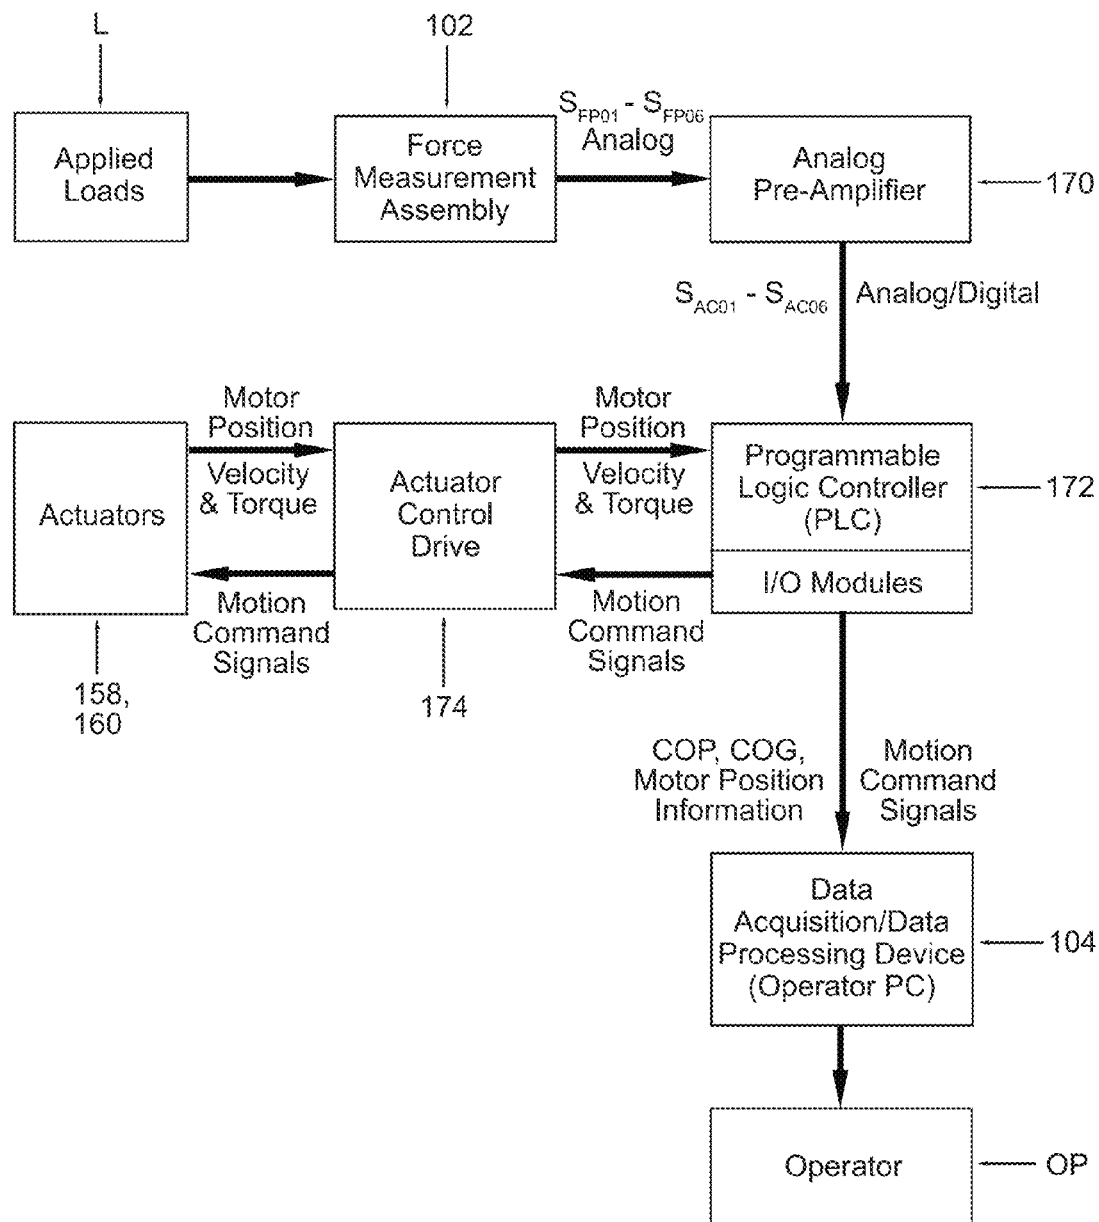 L
102
S_FP01 - S_FP06
Analog
Applied
Loads
Force
Measurement
Assembly
Analog
Pre-Amplifier
170
S_AC01 - S_AC06
Analog/Digital
Motor
Position
Velocity
& Torque
Motor
Position
Velocity
& Torque
Actuators
Actuator
Control
Drive
Programmable
Logic Controller
(PLC)
172
I/O Modules
Motion
Command
Signals
Motion
Command
Signals
158,
160
174
COP, COG,
Motor Position
Information
Motion
Command
Signals
Data
Acquisition/Data
Processing Device
(Operator PC)
104
Operator
OP